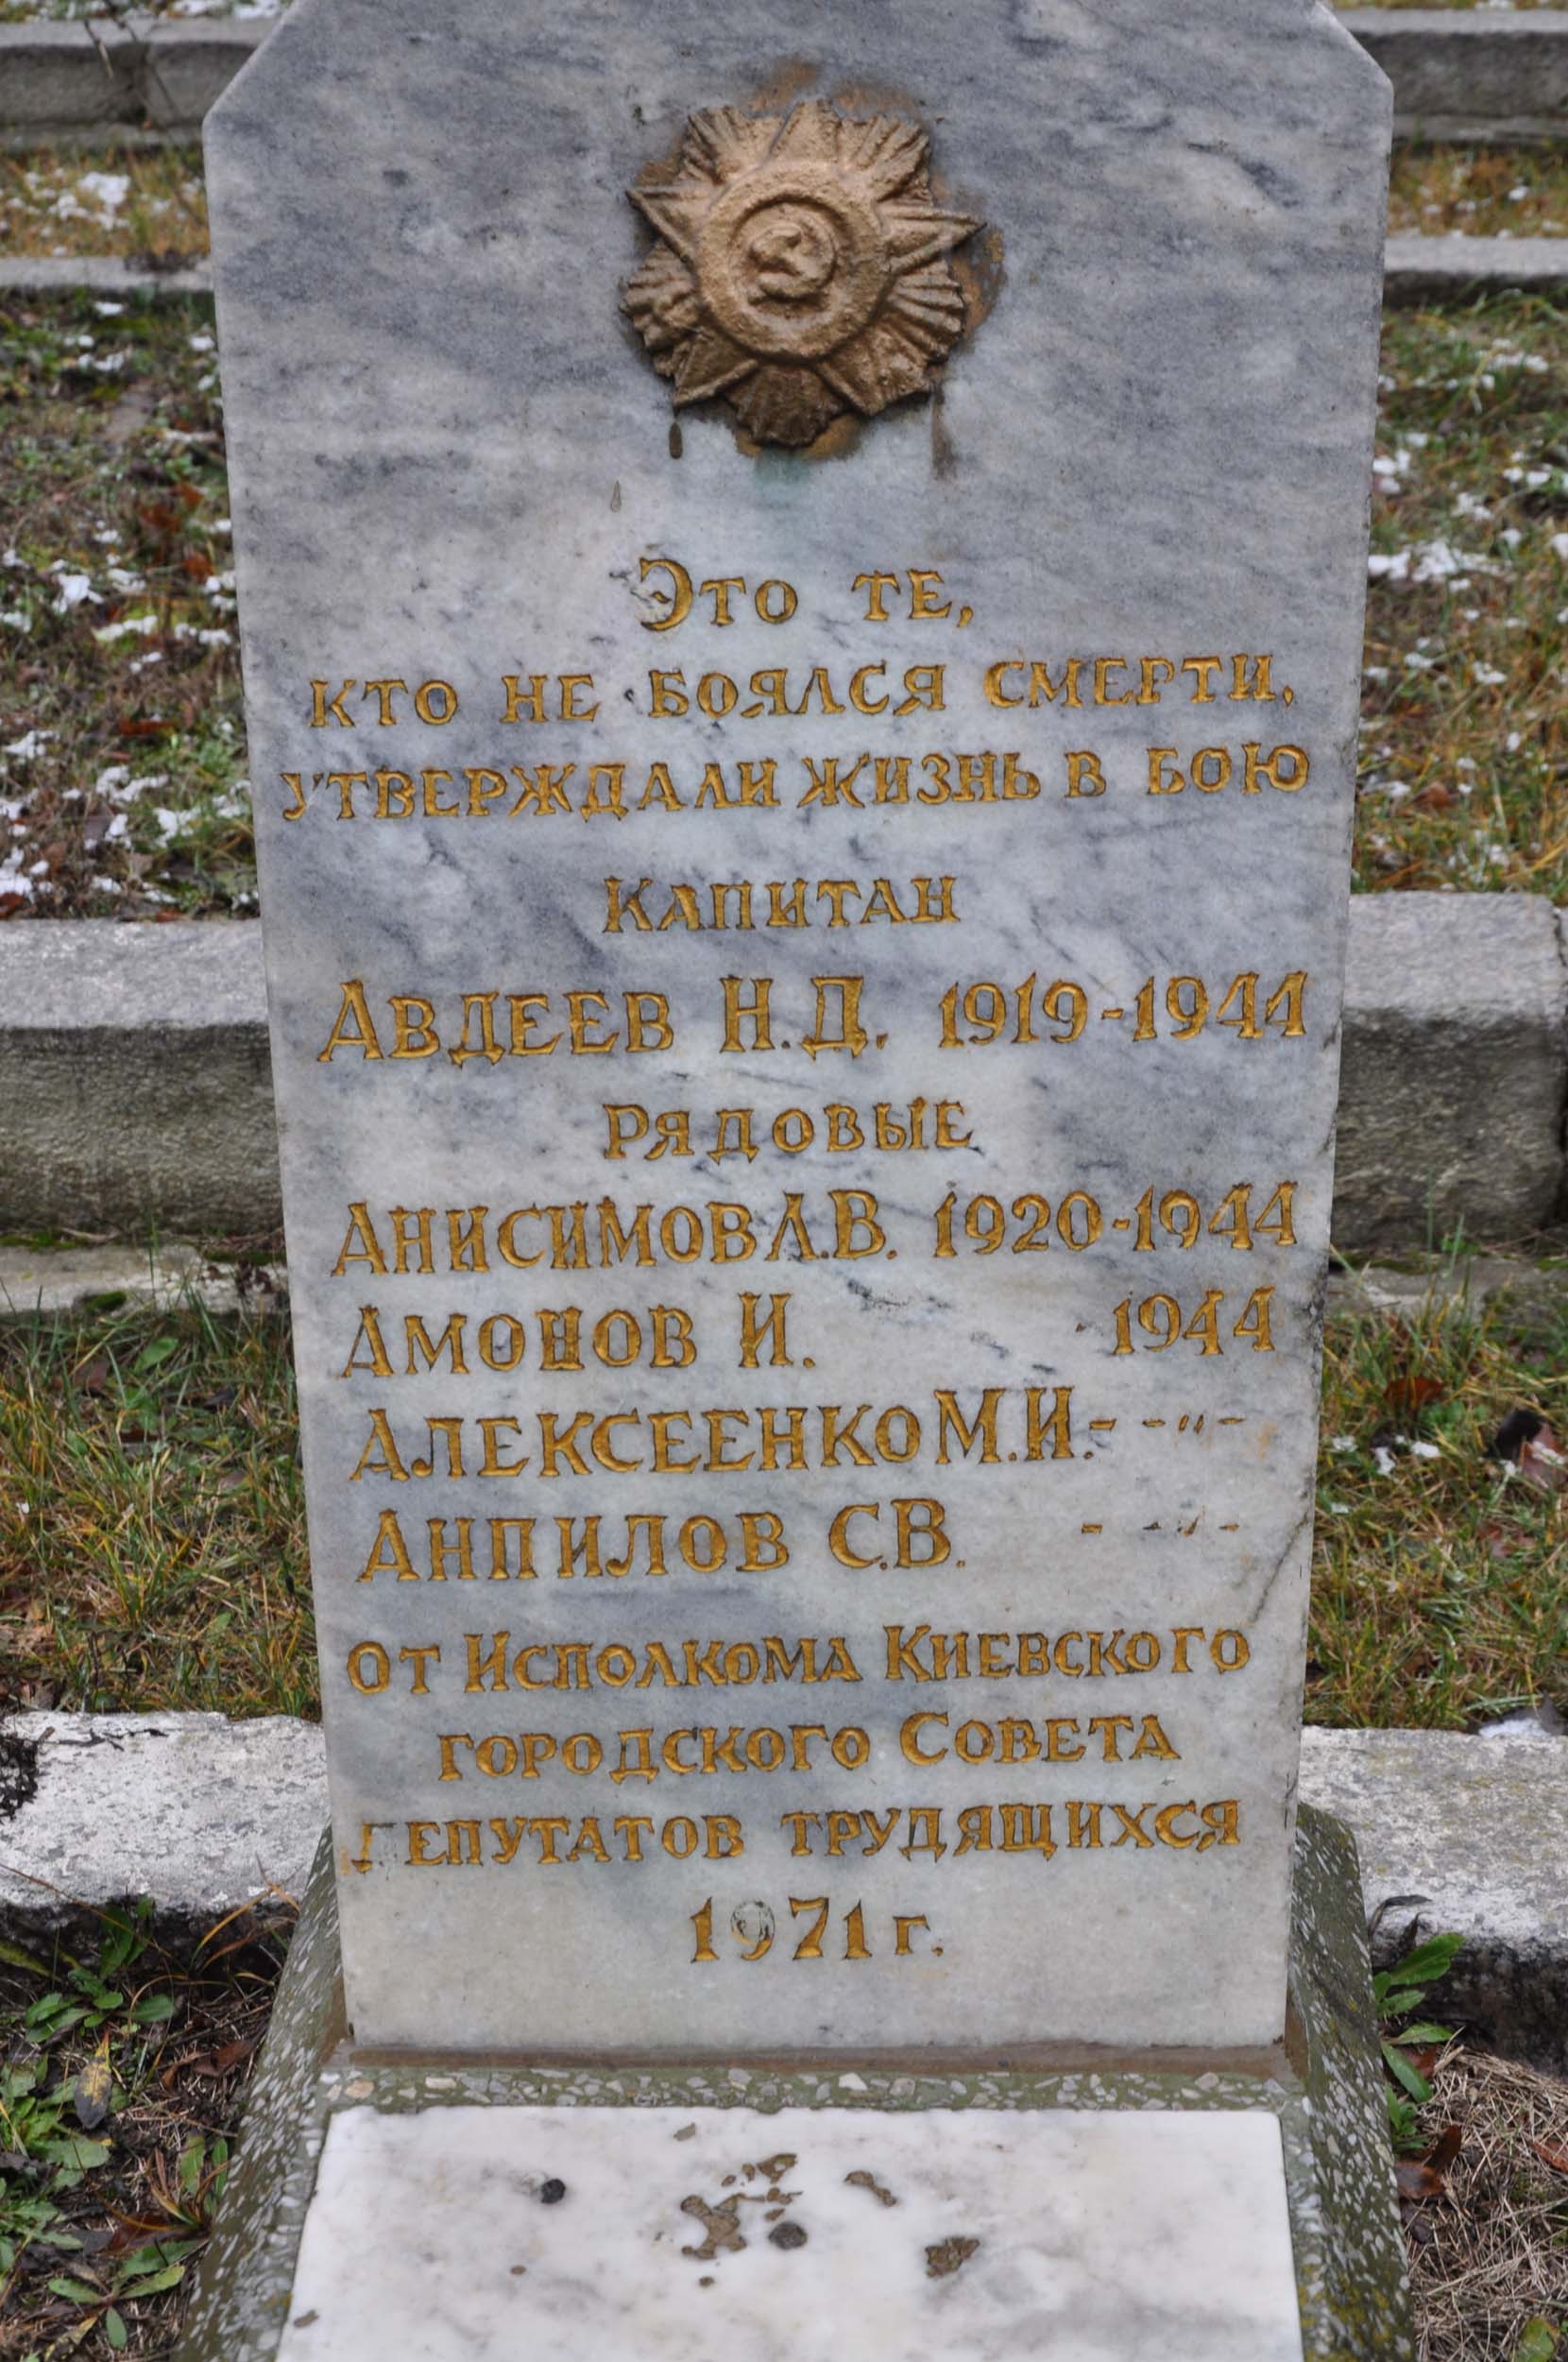 Это те,
кто не боялся смерти,
утверждали жизнь в бою
Капитан
Авдеев Н.Д. 1919-1944
Рядовые
Анисимов А.В. 1920-1944
Амонов И. 1944
Алексеенко М.И. - -"-
Анпилов С.В. - -"-
от Исполкома Киевского
городского Совета
депутатов трудящихся
1971 г.